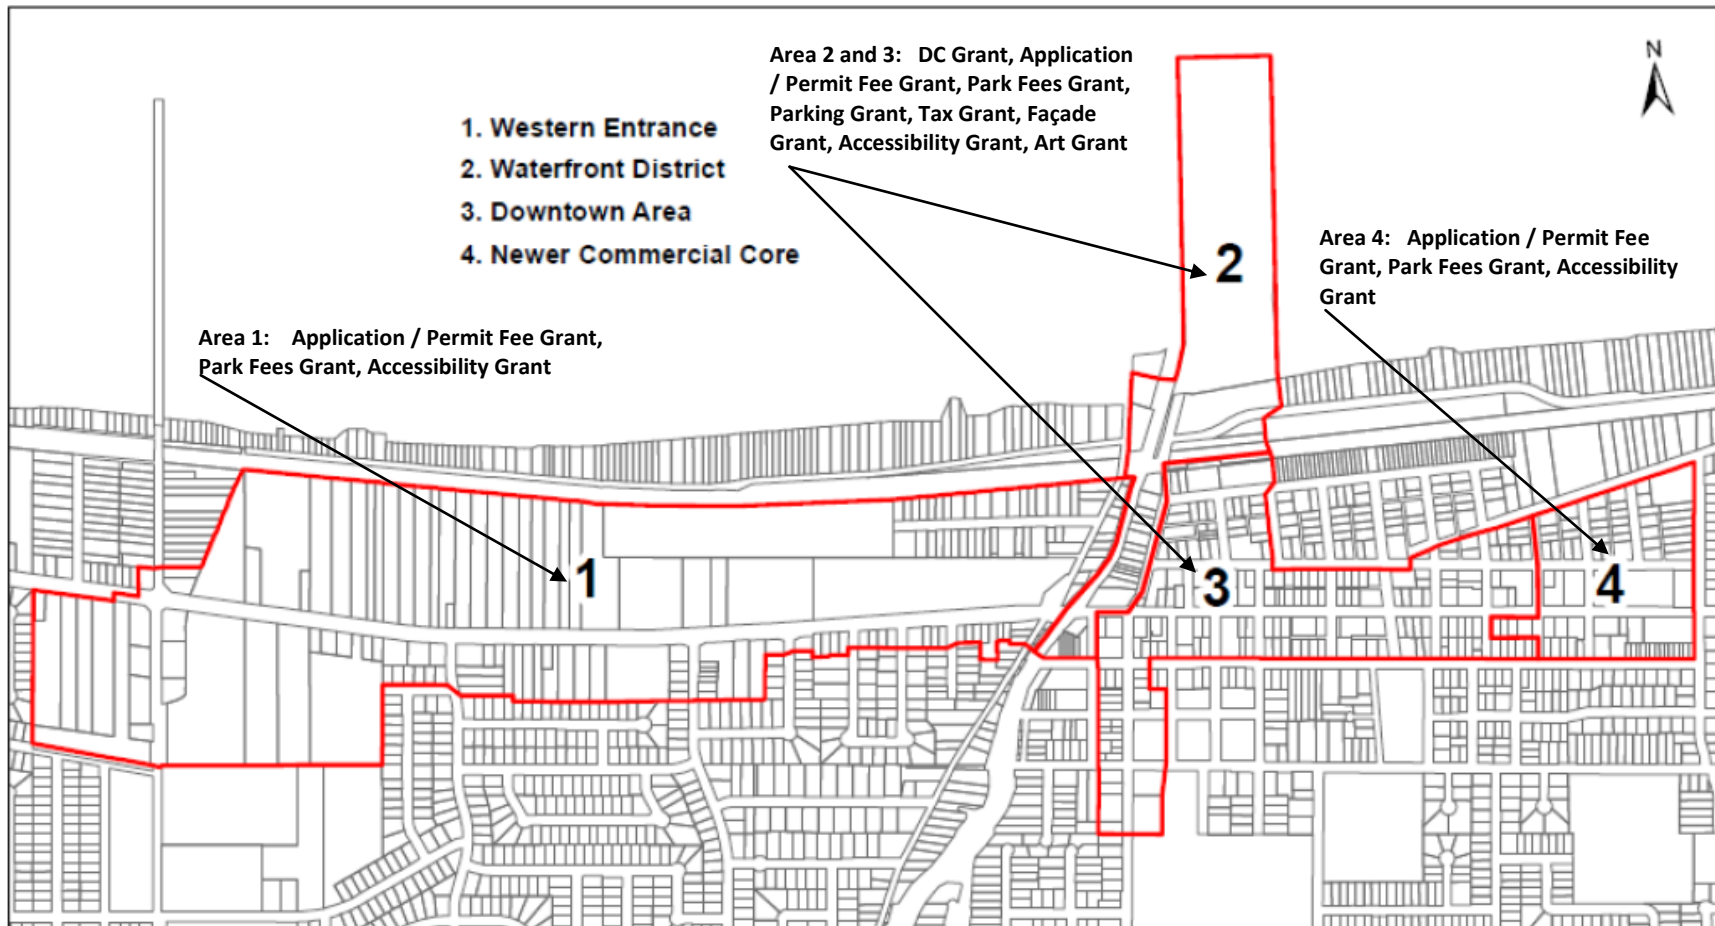 Area 2 and 3: DC Grant, Application
/ Permit Fee Grant, Park Fees Grant,
Parking Grant, Tax Grant, Façade
Grant, Accessibility Grant, Art Grant
N
1. Western Entrance
2. Waterfront District
3. Downtown Area
4. Newer Commercial Core
Area 4: Application / Permit Fee
Grant, Park Fees Grant, Accessibility
Grant
Area 1: Application / Permit Fee Grant,
Park Fees Grant, Accessibility Grant
2
1
3
4